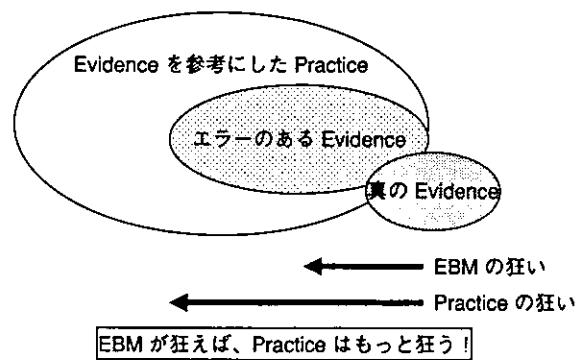 Evidence を参考にした Practice
エラーのある Evidence
真の Evidence
EBM の狂い
Practice の狂い
EBM が狂えば、Practice はもっと狂う！